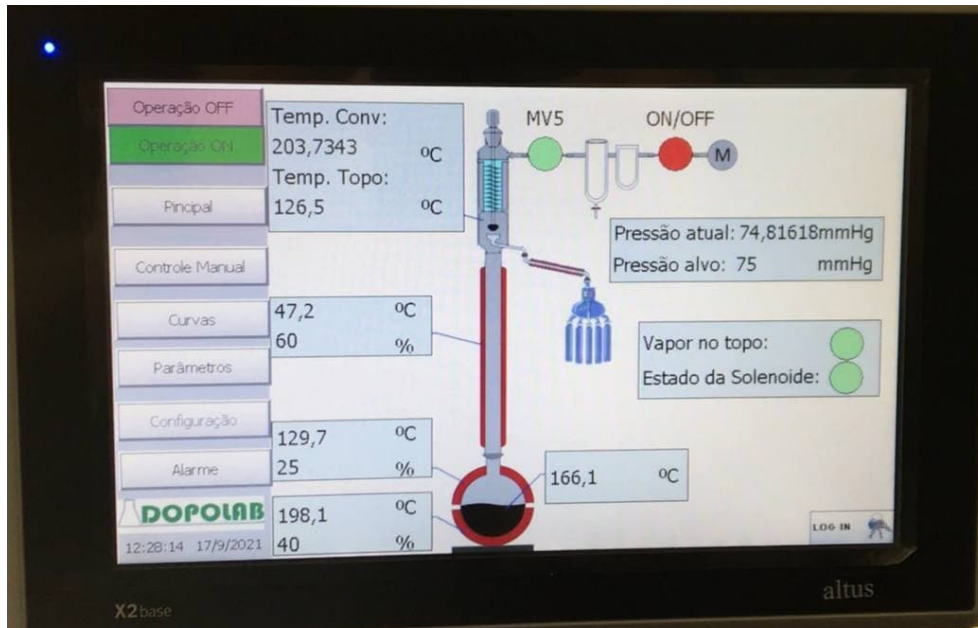 Operação OFF
Operação ON
Pincipal
Controle Manual
Curvas
Parâmetros
Configuração
Alarme
DOPOLAB
12:28:14 17/9/2021
Temp. Conv:
203,7343 ºC
Temp. Topo:
126,5 ºC
47,2 ºC
60 %
129,7 ºC
25 %
198,1 ºC
40 %
166,1 ºC
MV5 ON/OFF
M
Pressão atual: 74,81618mmHg
Pressão alvo: 75 mmHg
Vapor no topo:
Estado da Solenoide:
LOG IN
X2base
altus